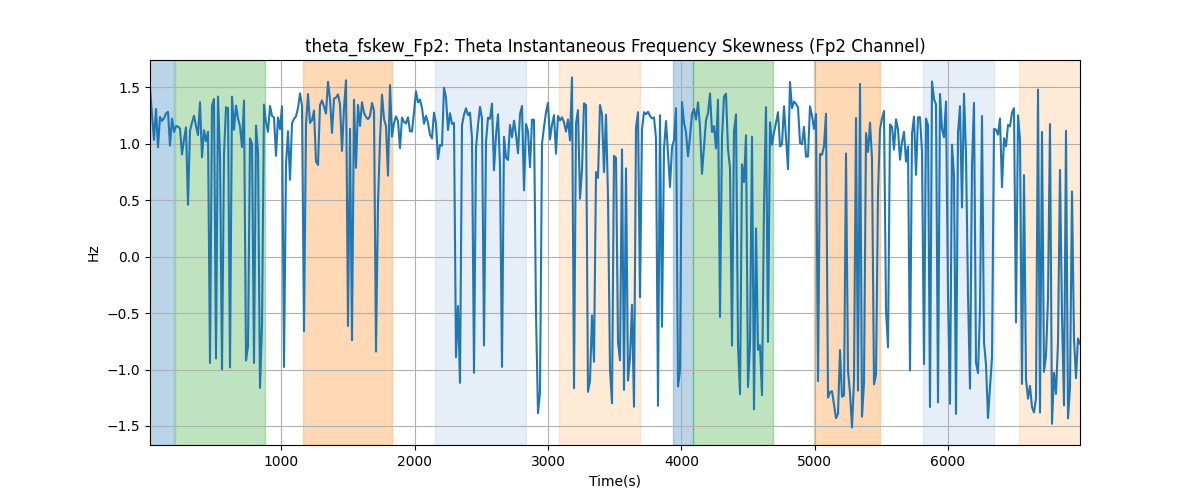 theta_fskew_Fp2: Theta Instantaneous Frequency Skewness (Fp2 Channel)
1.5
1.0
0.5
0.0
−0.5
−1.0
−1.5
Hz
1000 2000 3000 4000 5000 6000
Time(s)